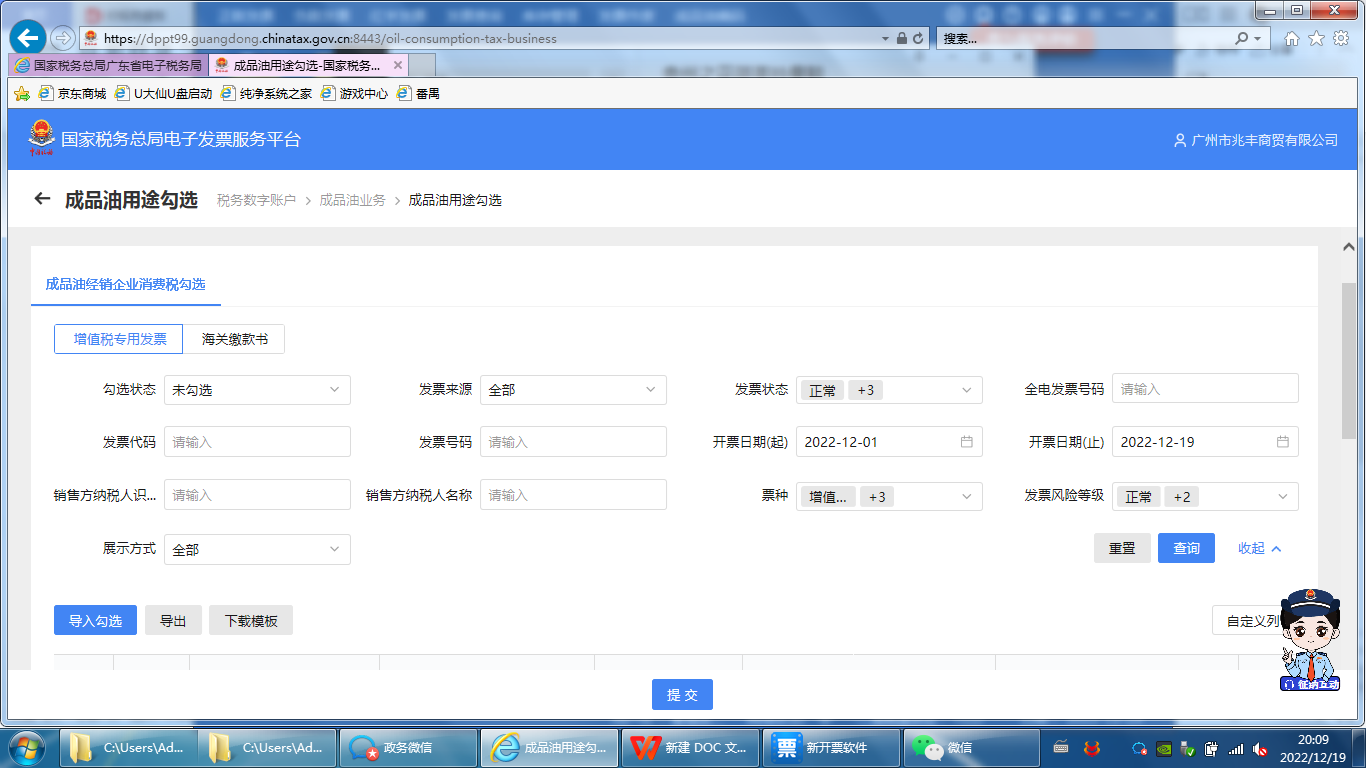 https://dppt99.guangdong.chinatax.gov.cn:8443/oil-consumption-tax-business
搜索...
国家税务总局广东省电子税务局
成品油用途勾选-国家税务...
京东商城 U大仙U盘启动 纯净系统之家 游戏中心 番禺
国家税务总局电子发票服务平台
广州市兆丰商贸有限公司
成品油用途勾选 税务数字账户 > 成品油业务 > 成品油用途勾选
成品油经销企业消费税勾选
增值税专用发票 海关缴款书
勾选状态 未勾选 发票来源 全部 发票状态 正常 +3 全电发票号码 请输入
发票代码 请输入 发票号码 请输入 开票日期(起) 2022-12-01 开票日期(止) 2022-12-19
销售方纳税人识... 请输入 销售方纳税人名称 请输入 票种 增值... +3 发票风险等级 正常 +2
展示方式 全部 重置 查询 收起
导入勾选 导出 下载模板 自定义列
征纳互动
提 交
C:\Users\Ad... C:\Users\Ad... 政务微信 成品油用途勾... 新建 DOC 文... 票 新开票软件 微信
20:09
2022/12/19